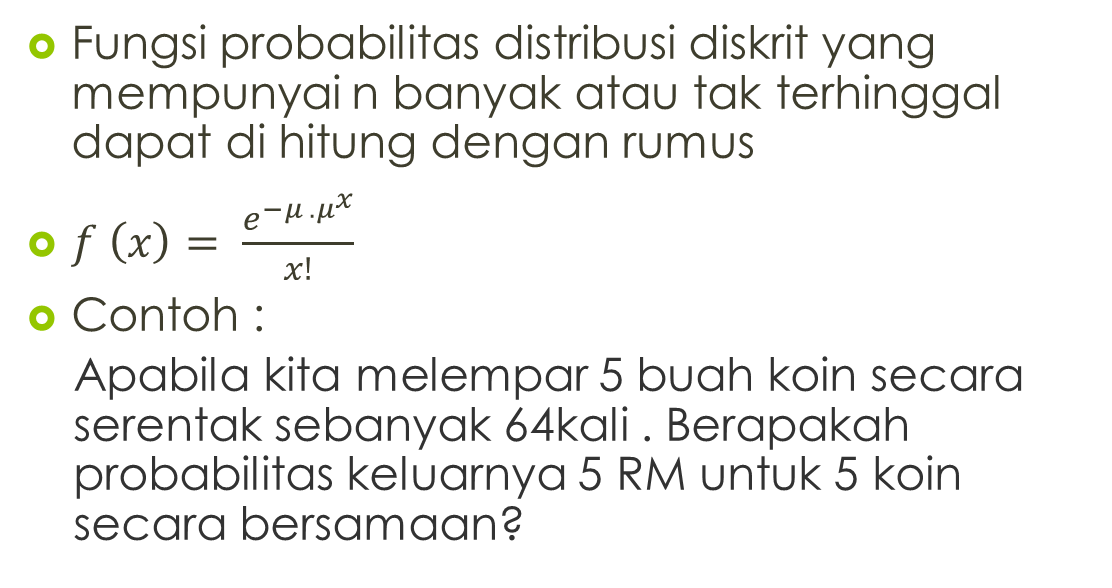 Fungsi probabilitas distribusi diskrit yang
mempunyai n banyak atau tak terhinggal
dapat di hitung dengan rumus
f (x) = \frac{e^{-μ}.μ^{x}}{x!}
Contoh :
Apabila kita melempar 5 buah koin secara
serentak sebanyak 64kali . Berapakah
probabilitas keluarnya 5 RM untuk 5 koin
secara bersamaan?